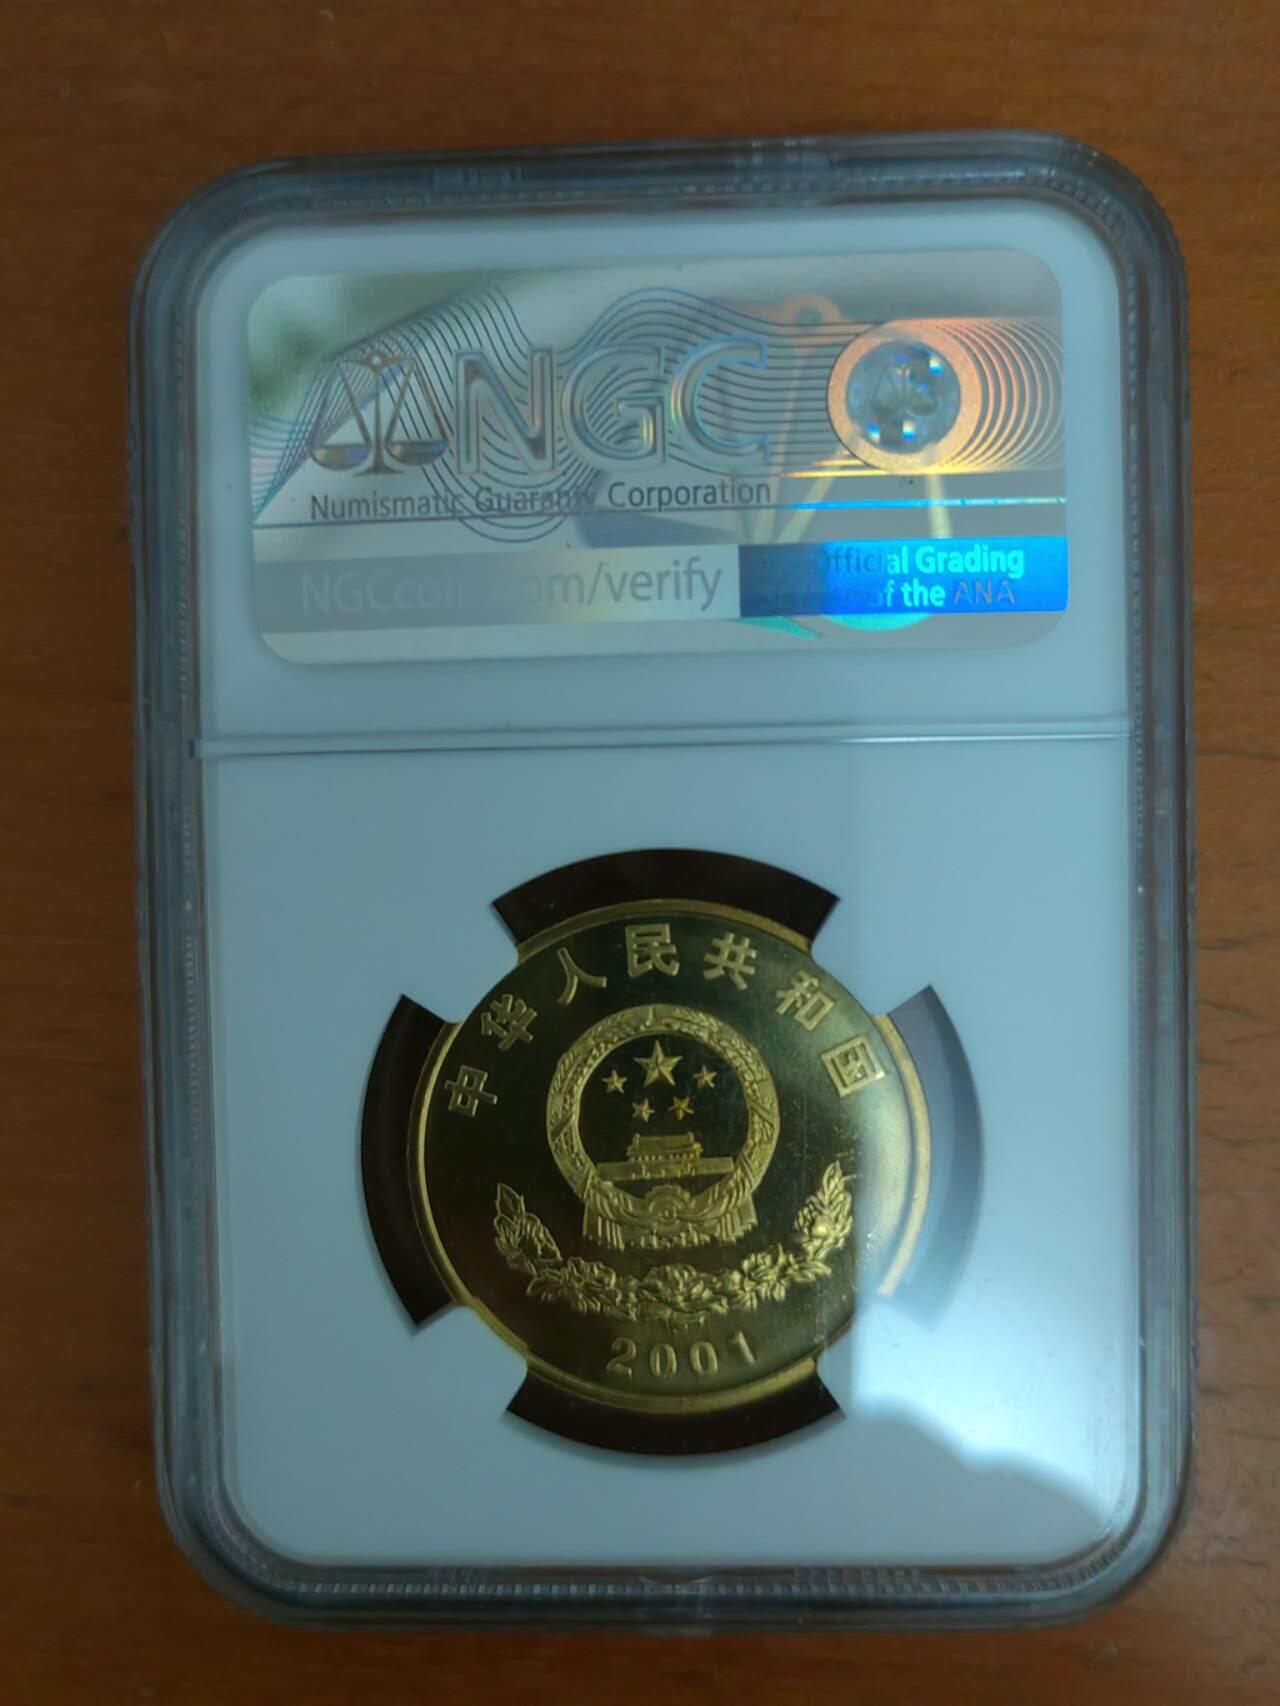 NGC
Numismatic Guaranty Corporation
NGCcoin.com/verify
Official Grading
Service of the ANA
中华人民共和国
2001